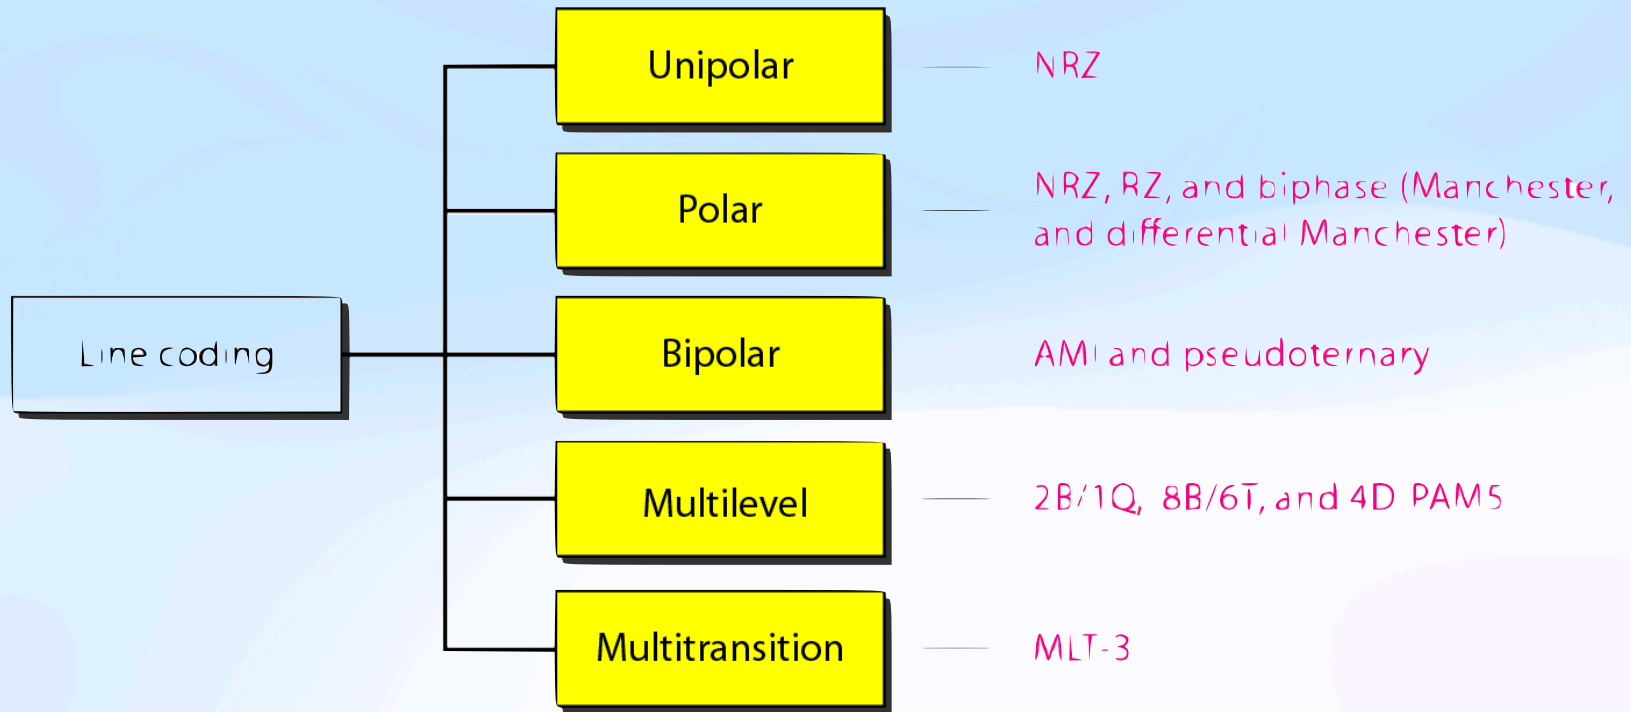 Unipolar
NRZ
Polar
NRZ, RZ, and biphase (Manchester,
and differential Manchester)
Line coding
Bipolar
AMI and pseudoternary
Multilevel
2B/1Q, 8B/6T, and 4D PAM5
Multitransition
MLT-3